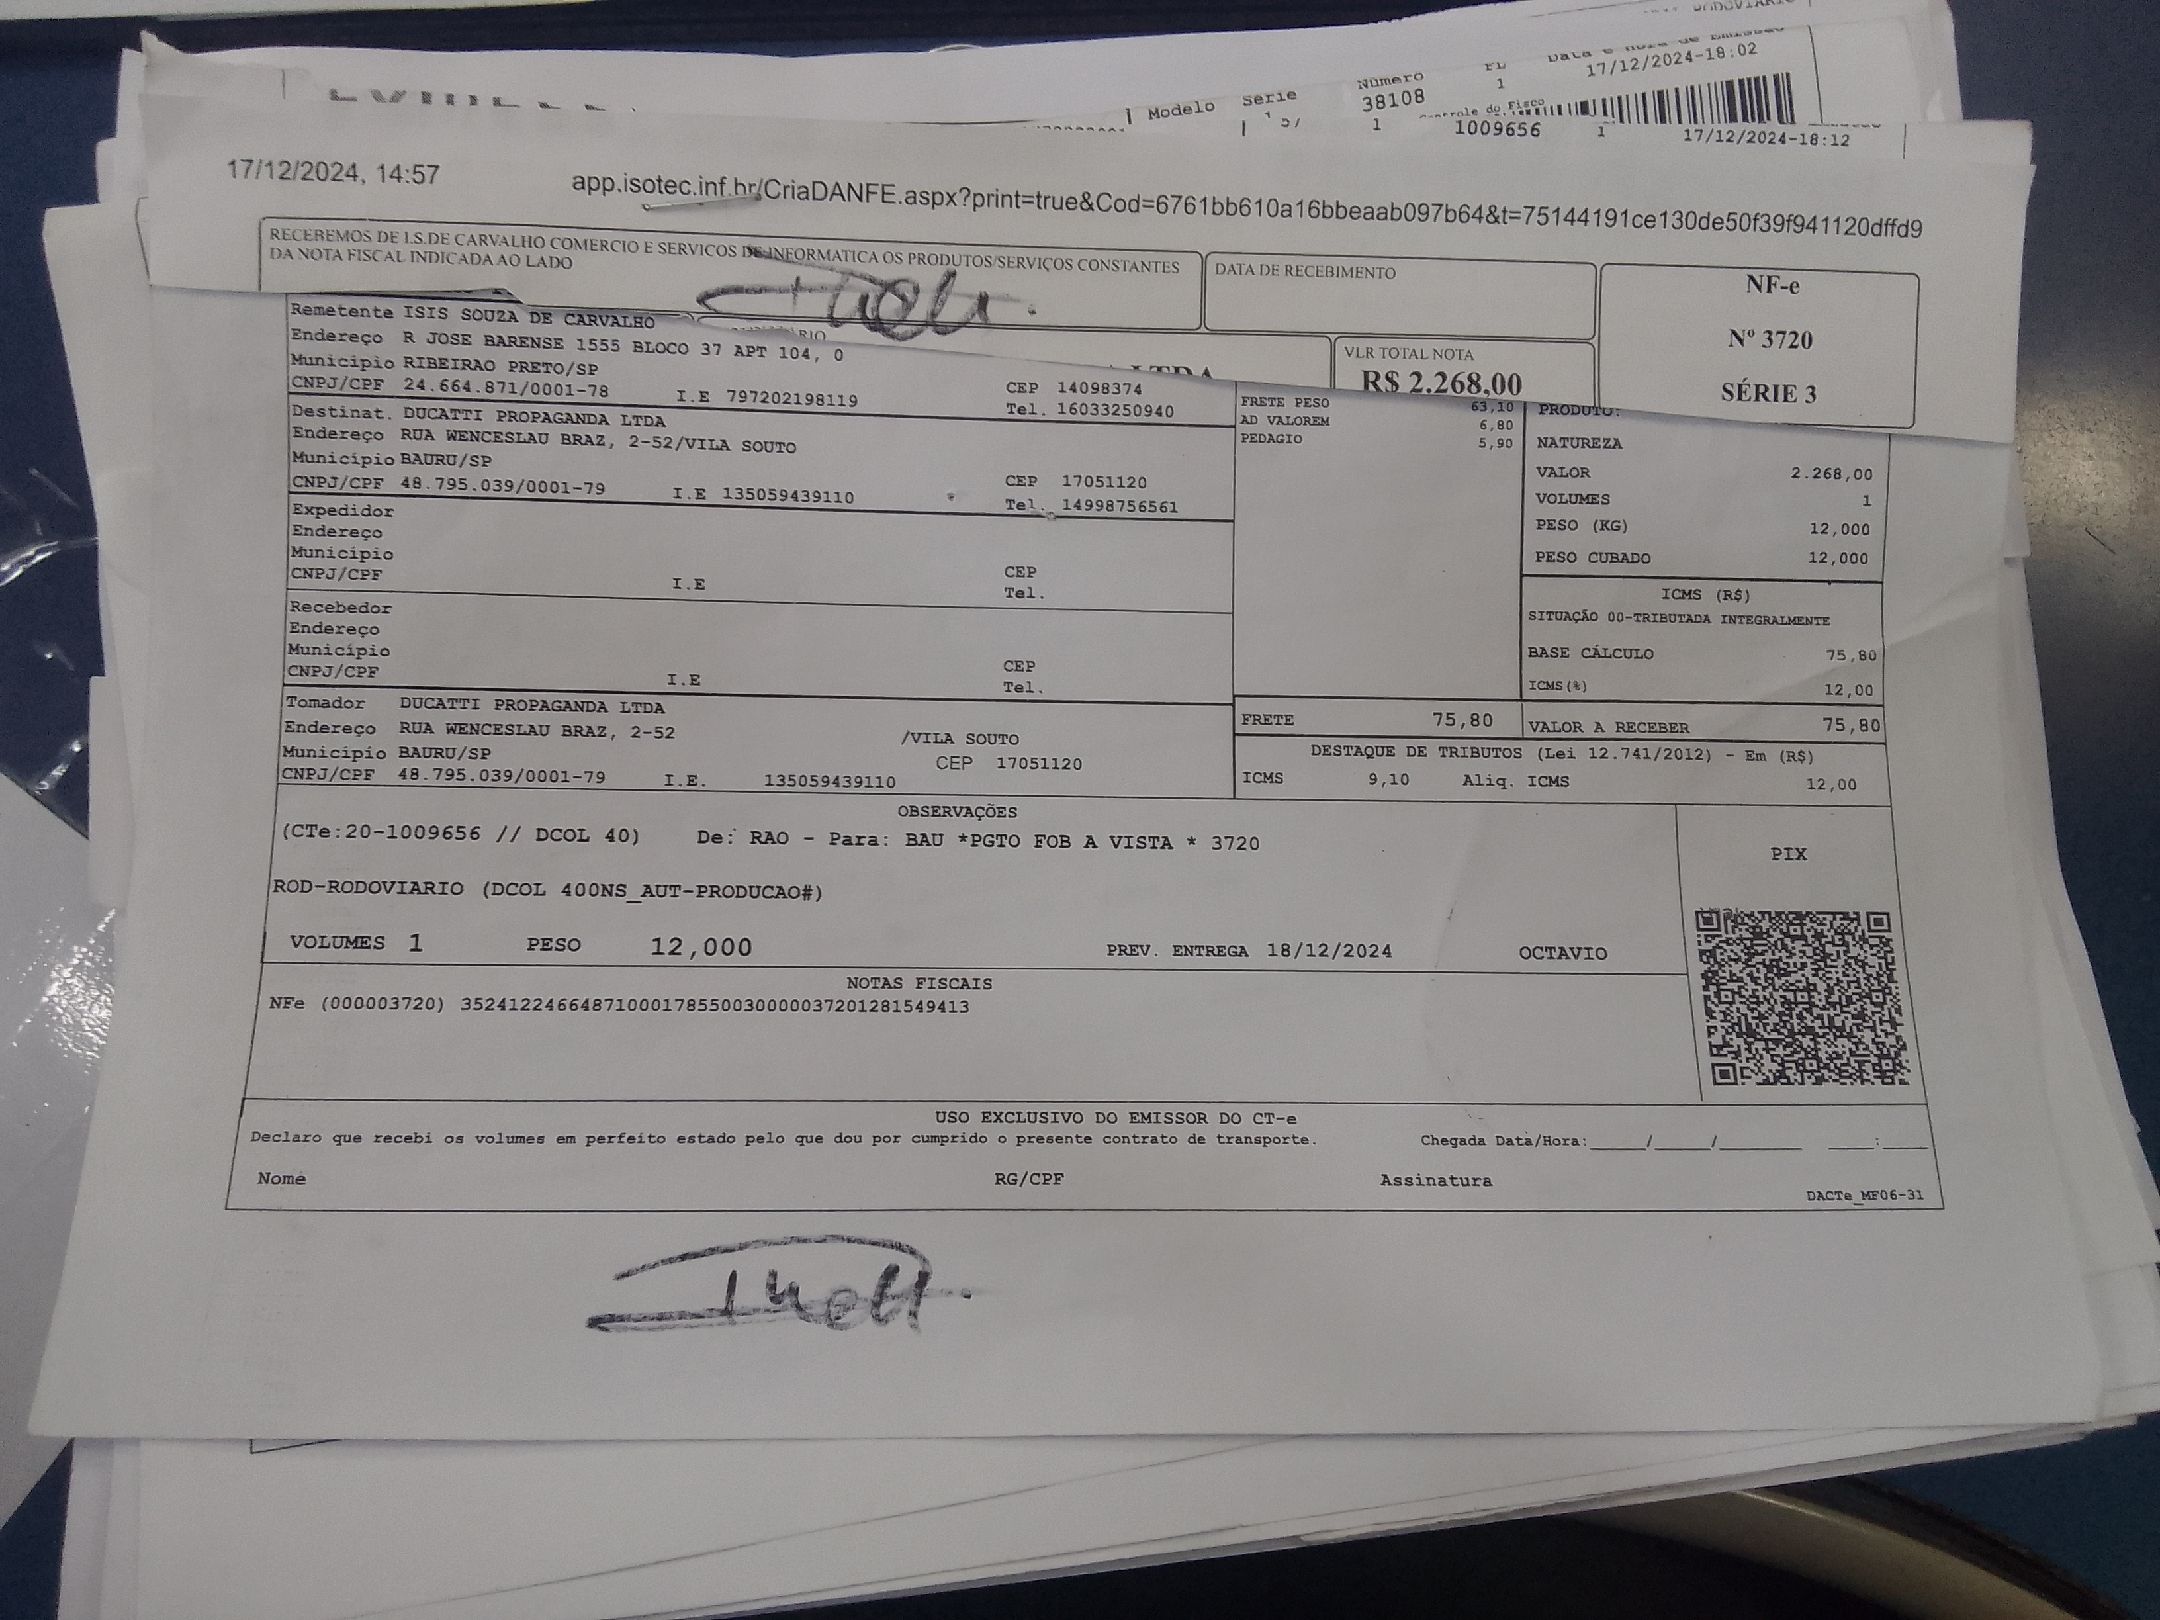 17/12/2024-18:02
Modelo Série Número FL
38108 1
1 1009656 1 17/12/2024-18:12
17/12/2024, 14:57 app.isotec.inf.br/CriaDANFE.aspx?print=true&Cod=6761bb610a16bbeaab097b64&t=75144191ce130de50f39f941120dffd9
RECEBEMOS DE I.S.DE CARVALHO COMERCIO E SERVICOS DE INFORMATICA OS PRODUTOS/SERVIÇOS CONSTANTES
DA NOTA FISCAL INDICADA AO LADO
DATA DE RECEBIMENTO
NF-e
Nº 3720
SÉRIE 3
VLR TOTAL NOTA
R$ 2.268,00
Remetente ISIS SOUZA DE CARVALHO
Endereço R JOSE BARENSE 1555 BLOCO 37 APT 104, 0
Município RIBEIRAO PRETO/SP CEP 14098374
CNPJ/CPF 24.664.871/0001-78 I.E 797202198119 Tel. 16033250940
Destinat. DUCATTI PROPAGANDA LTDA
Endereço RUA WENCESLAU BRAZ, 2-52/VILA SOUTO
Município BAURU/SP CEP 17051120
CNPJ/CPF 48.795.039/0001-79 I.E 135059439110 Tel. 14998756561
Expedidor
Endereço
Município CEP
CNPJ/CPF I.E Tel.
Recebedor
Endereço
Município CEP
CNPJ/CPF I.E Tel.
Tomador DUCATTI PROPAGANDA LTDA
Endereço RUA WENCESLAU BRAZ, 2-52 /VILA SOUTO
Município BAURU/SP CEP 17051120
CNPJ/CPF 48.795.039/0001-79 I.E. 135059439110
FRETE PESO 63,10
AD VALOREM 6,80
PEDAGIO 5,90
PRODUTO:
NATUREZA
VALOR 2.268,00
VOLUMES 1
PESO (KG) 12,000
PESO CUBADO 12,000
ICMS (R$)
SITUAÇÃO 00-TRIBUTADA INTEGRALMENTE
BASE CÁLCULO 75,80
ICMS(%) 12,00
FRETE 75,80 VALOR A RECEBER 75,80
DESTAQUE DE TRIBUTOS (Lei 12.741/2012) - Em (R$)
ICMS 9,10 Aliq. ICMS 12,00
OBSERVAÇÕES
(CTe:20-1009656 // DCOL 40) De: RAO - Para: BAU *PGTO FOB A VISTA * 3720
ROD-RODOVIARIO (DCOL 400NS_AUT-PRODUCAO#)
PIX
VOLUMES 1 PESO 12,000 PREV. ENTREGA 18/12/2024 OCTAVIO
NOTAS FISCAIS
NFe (000003720) 35241224664871000178550030000037201281549413
USO EXCLUSIVO DO EMISSOR DO CT-e
Declaro que recebi os volumes em perfeito estado pelo que dou por cumprido o presente contrato de transporte. Chegada Data/Hora:_____/_____/_______ ____:____
Nome RG/CPF Assinatura
DACTe_MF06-31